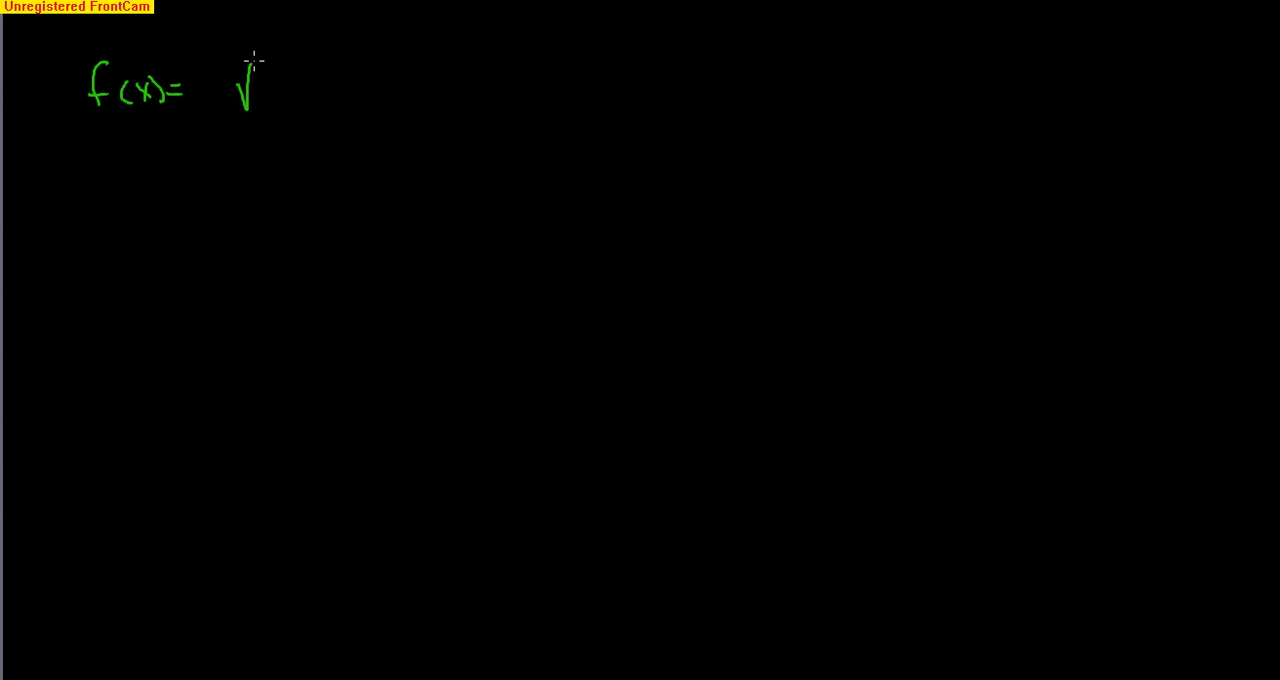 Unregistered FrontCam
f(x)= √